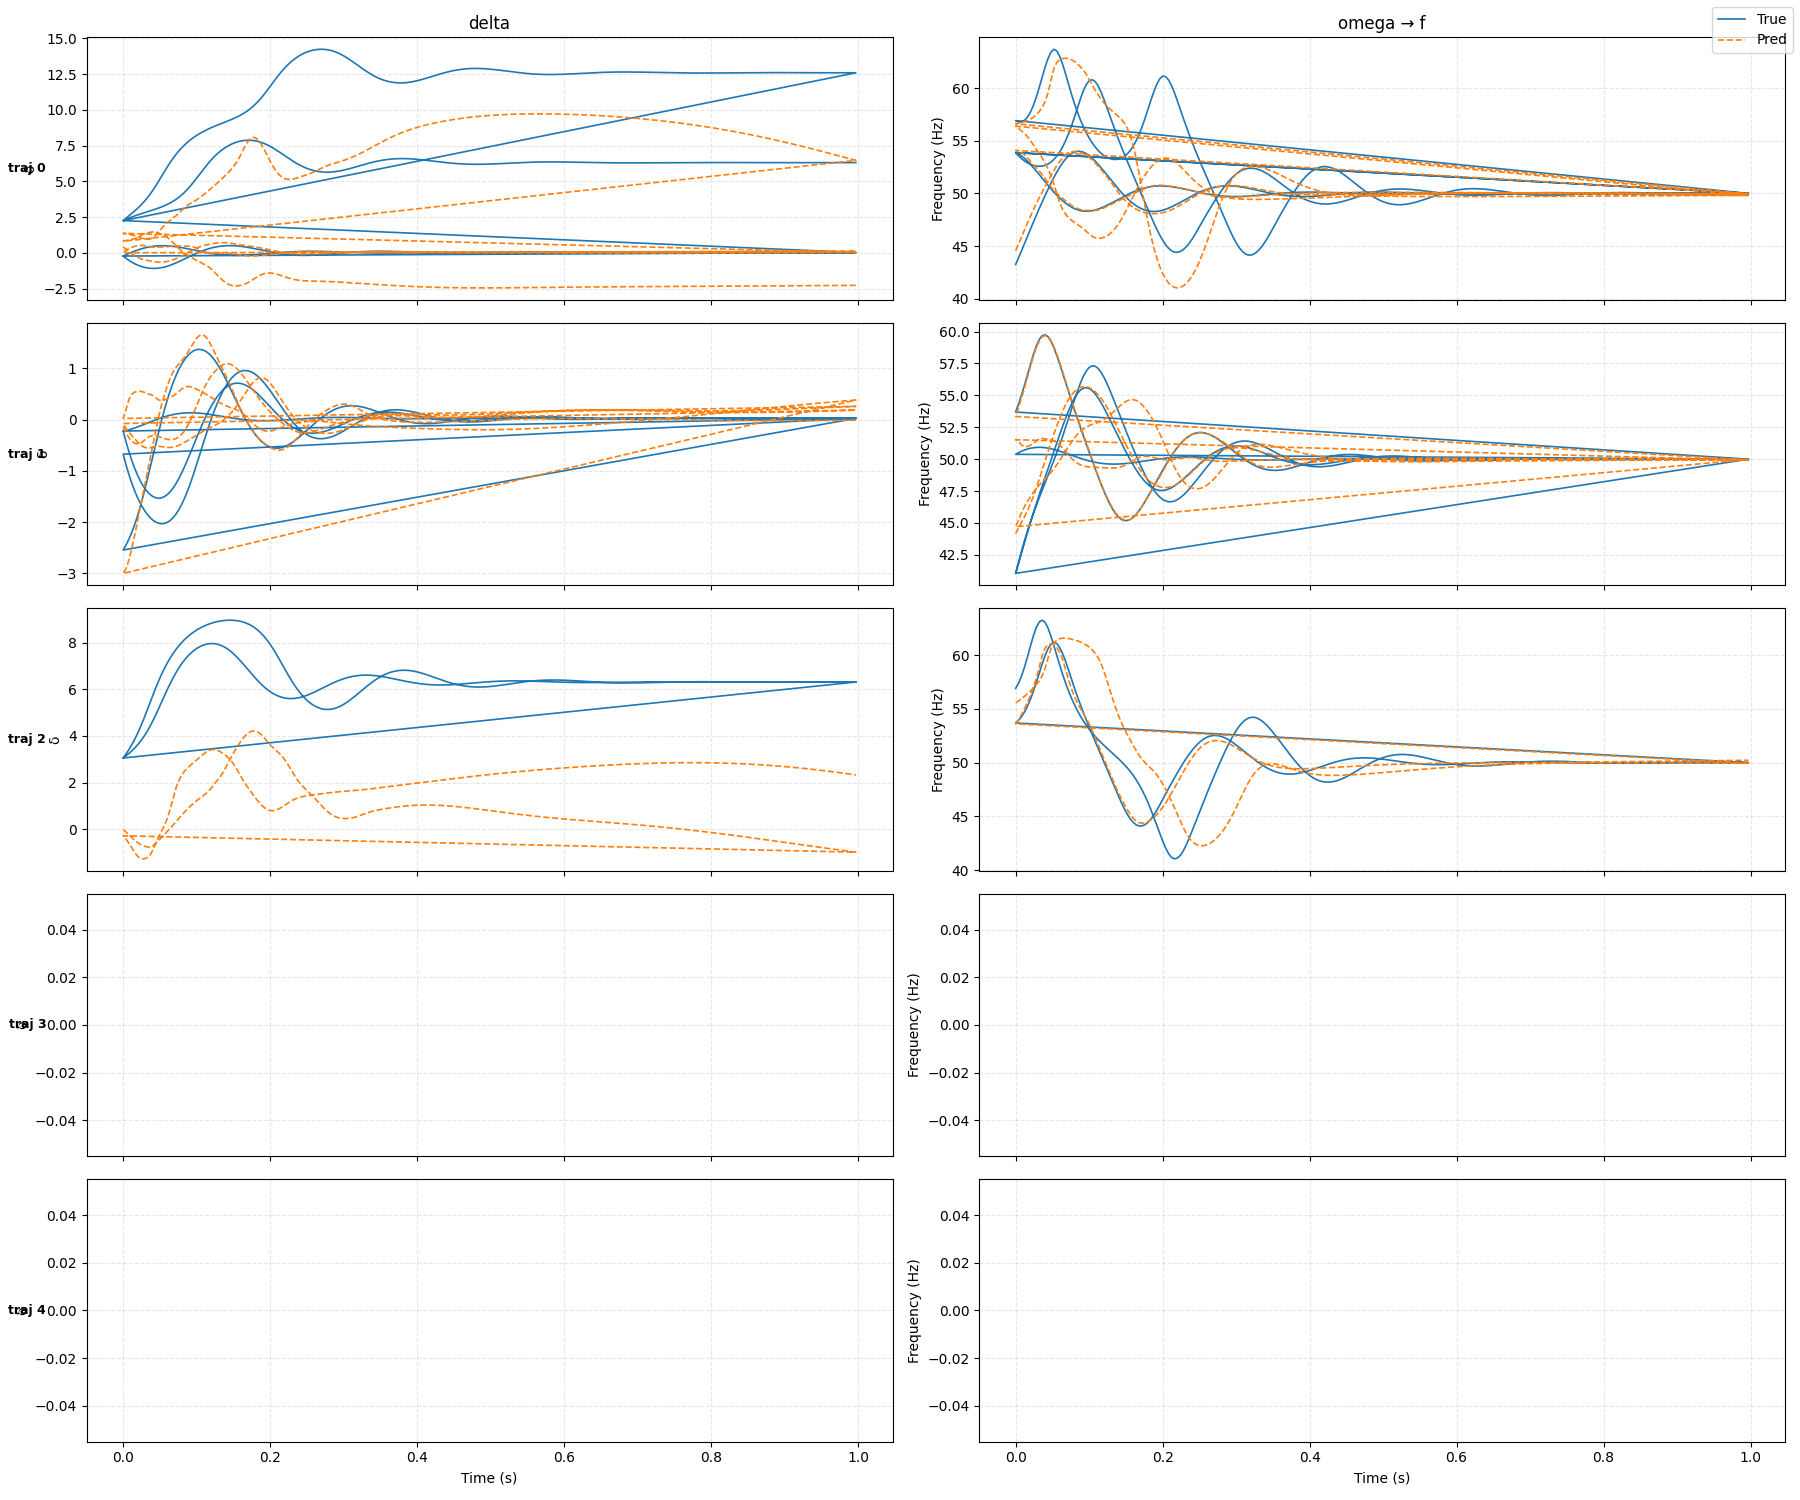 delta
omega → f
True
Pred
15.0
12.5
10.0
7.5
5.0
2.5
0.0
−2.5
traj 0
60
55
50
45
40
Frequency (Hz)
1
0
−1
−2
−3
traj 1
60.0
57.5
55.0
52.5
50.0
47.5
45.0
42.5
Frequency (Hz)
8
6
4
2
0
traj 2
δ
60
55
50
45
40
Frequency (Hz)
0.04
0.02
0.00
−0.02
−0.04
traj 3
0.04
0.02
0.00
−0.02
−0.04
Frequency (Hz)
0.04
0.02
0.00
−0.02
−0.04
traj 4
0.04
0.02
0.00
−0.02
−0.04
Frequency (Hz)
0.0 0.2 0.4 0.6 0.8 1.0
Time (s)
0.0 0.2 0.4 0.6 0.8 1.0
Time (s)